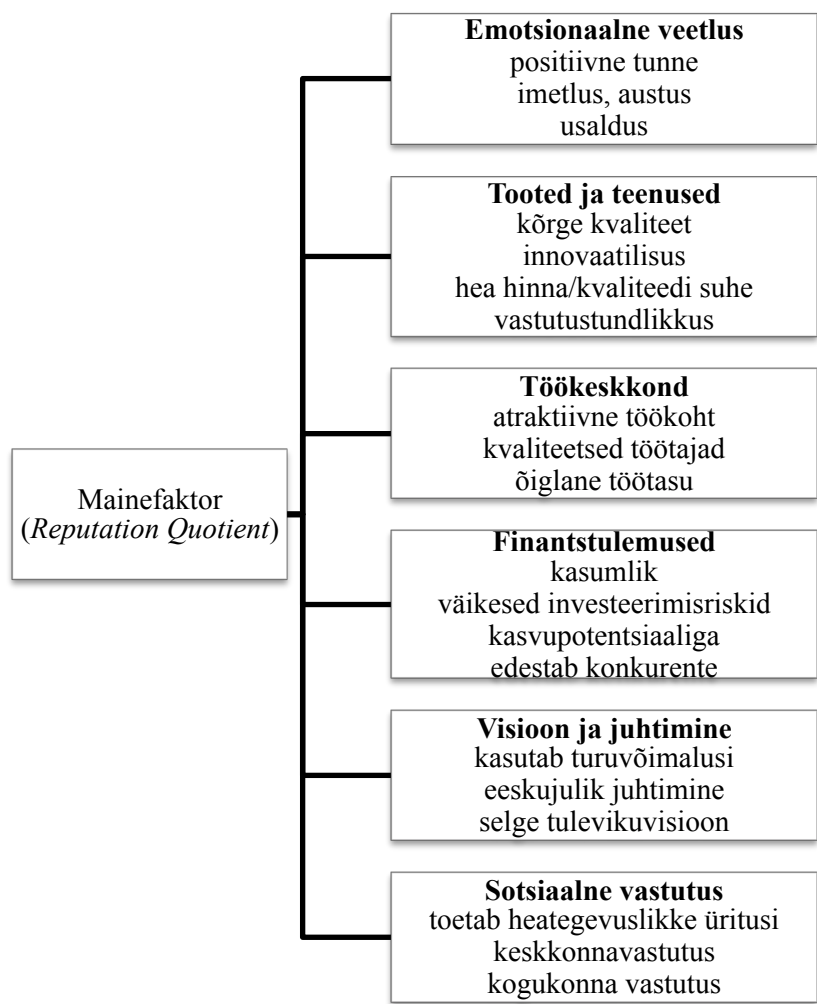 Emotsionaalne veetlus
positiivne tunne
imetlus, austus
usaldus
Tooted ja teenused
kõrge kvaliteet
innovaatilisus
hea hinna/kvaliteedi suhe
vastutustundlikkus
Töökeskkond
atraktiivne töökoht
kvaliteetsed töötajad
õiglane töötasu
Mainefaktor
(Reputation Quotient)
Finantstulemused
kasumlik
väikesed investeerimisriskid
kasvupotentsiaaliga
edestab konkurente
Visioon ja juhtimine
kasutab turuvõimalusi
eeskujulik juhtimine
selge tulevikuvisioon
Sotsiaalne vastutus
toetab heategevuslikke üritusi
keskkonnavastutus
kogukonna vastutus